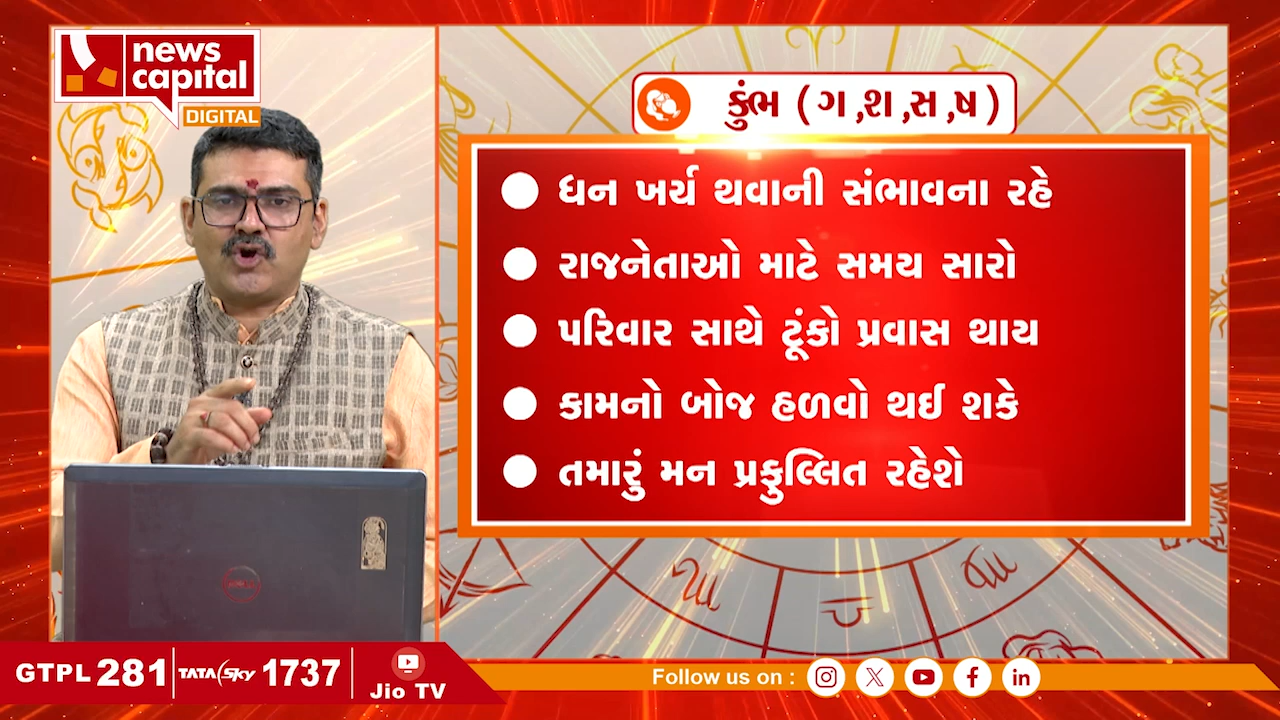 news
capital
DIGITAL
કુંભ ( ગ ,શ ,સ ,ષ )
ધન ખર્ચ થવાની સંભાવના રહે
રાજનેતાઓ માટે સમય સારો
પરિવાર સાથે ટૂંકો પ્રવાસ થાય
કામનો બોજ હળવો થઈ શકે
તમારું મન પ્રફુલ્લિત રહેશે
GTPL 281 TATA Sky 1737 Jio TV
Follow us on :